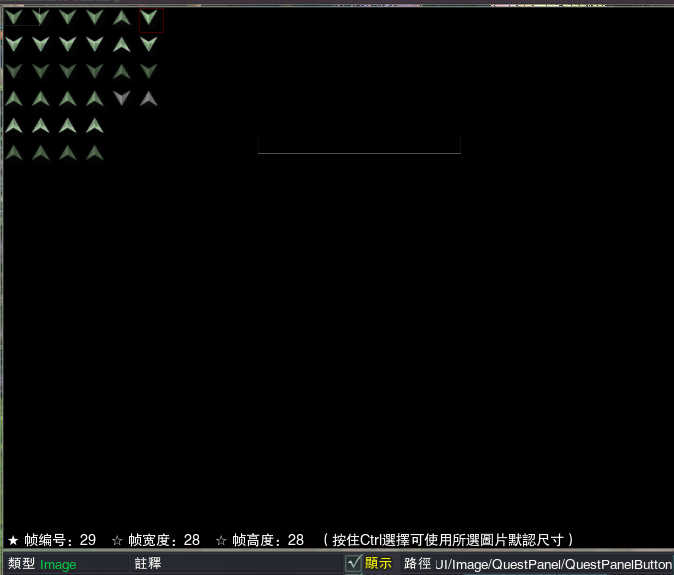 ★ 帧编号：29 ☆ 帧宽度：28 ☆ 帧高度：28 （按住Ctrl選擇可使用所選圖片默認尺寸）
類型 Image 註釋 顯示 路徑 UI/Image/QuestPanel/QuestPanelButton